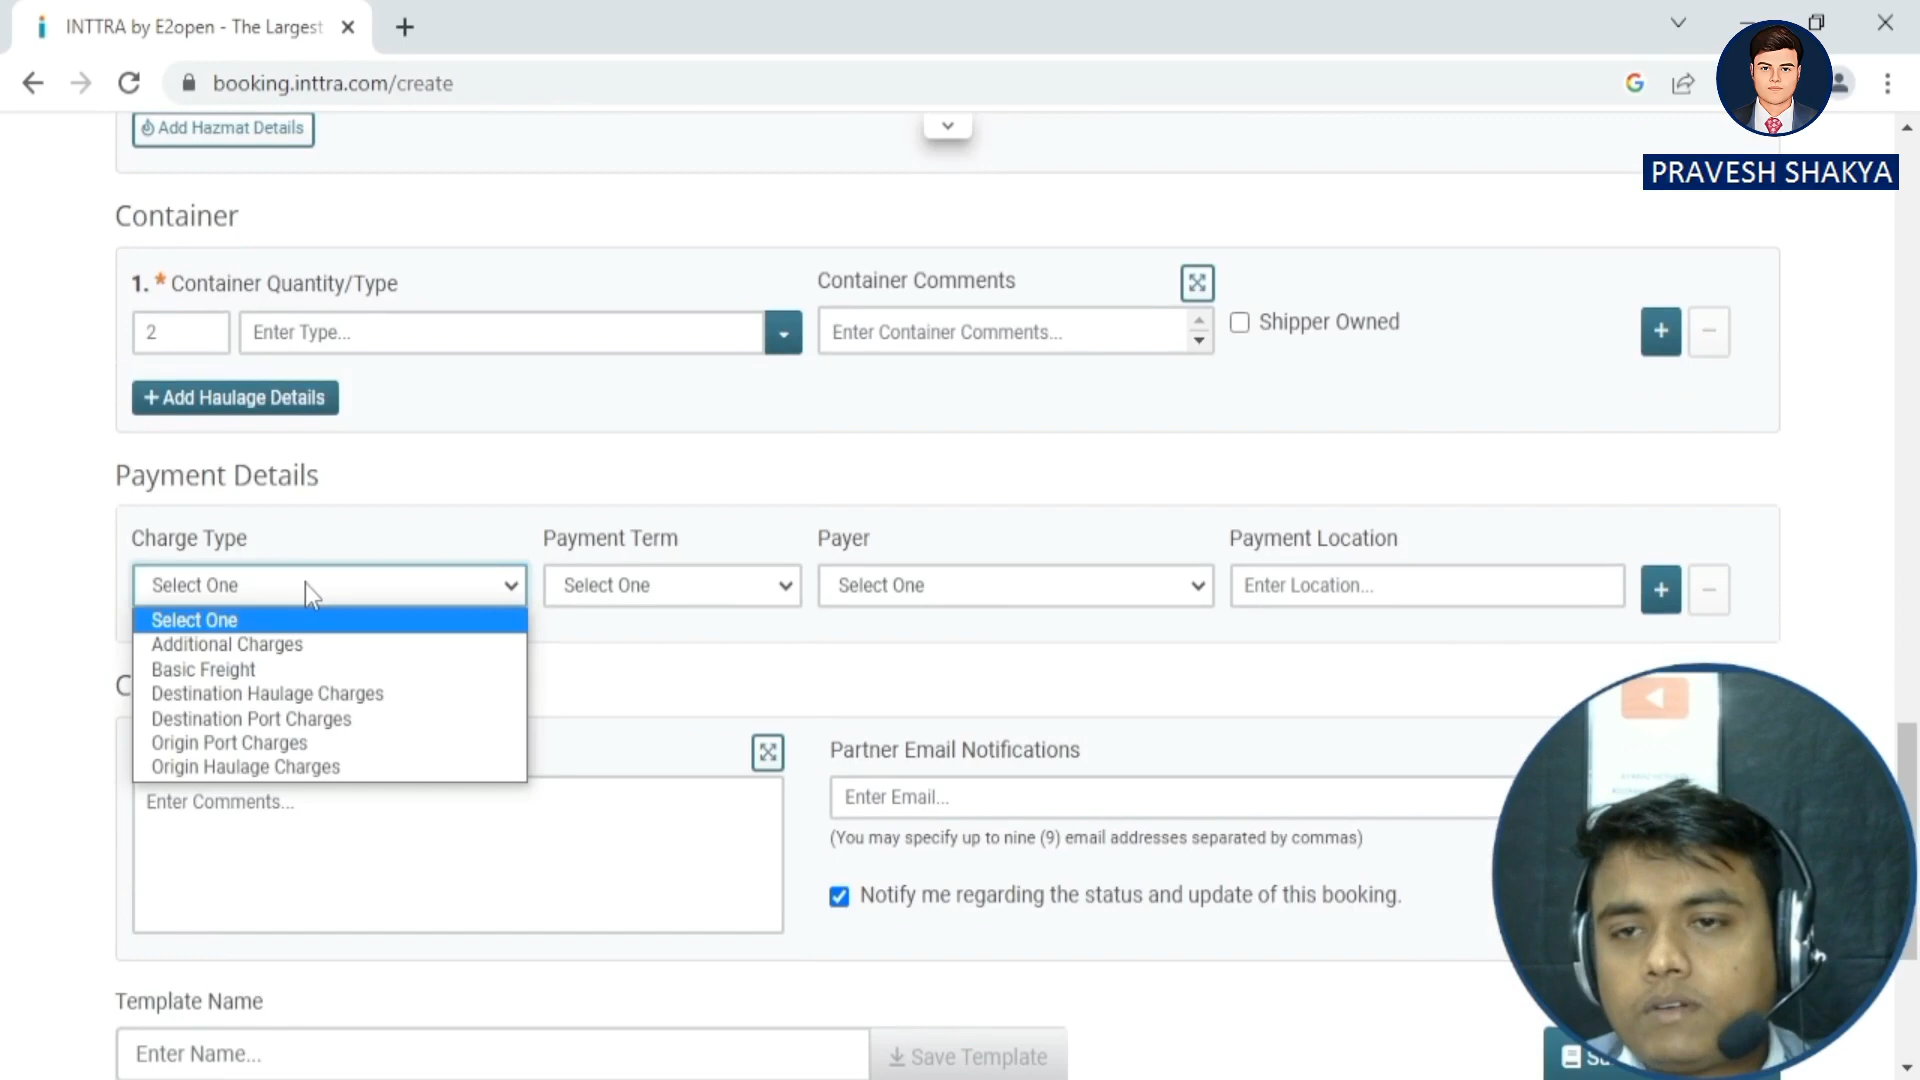 INTTRA by E2open - The Largest
booking.inttra.com/create
PRAVESH SHAKYA
Add Hazmat Details
Container
1. * Container Quantity/Type
Container Comments
2
Enter Type...
Enter Container Comments...
Shipper Owned
+ Add Haulage Details
Payment Details
Charge Type
Payment Term
Payer
Payment Location
Select One
Select One
Select One
Enter Location...
Select One
Additional Charges
Basic Freight
Destination Haulage Charges
Destination Port Charges
Origin Port Charges
Origin Haulage Charges
C
Partner Email Notifications
Enter Comments...
Enter Email...
(You may specify up to nine (9) email addresses separated by commas)
Notify me regarding the status and update of this booking.
Template Name
Enter Name...
Save Template